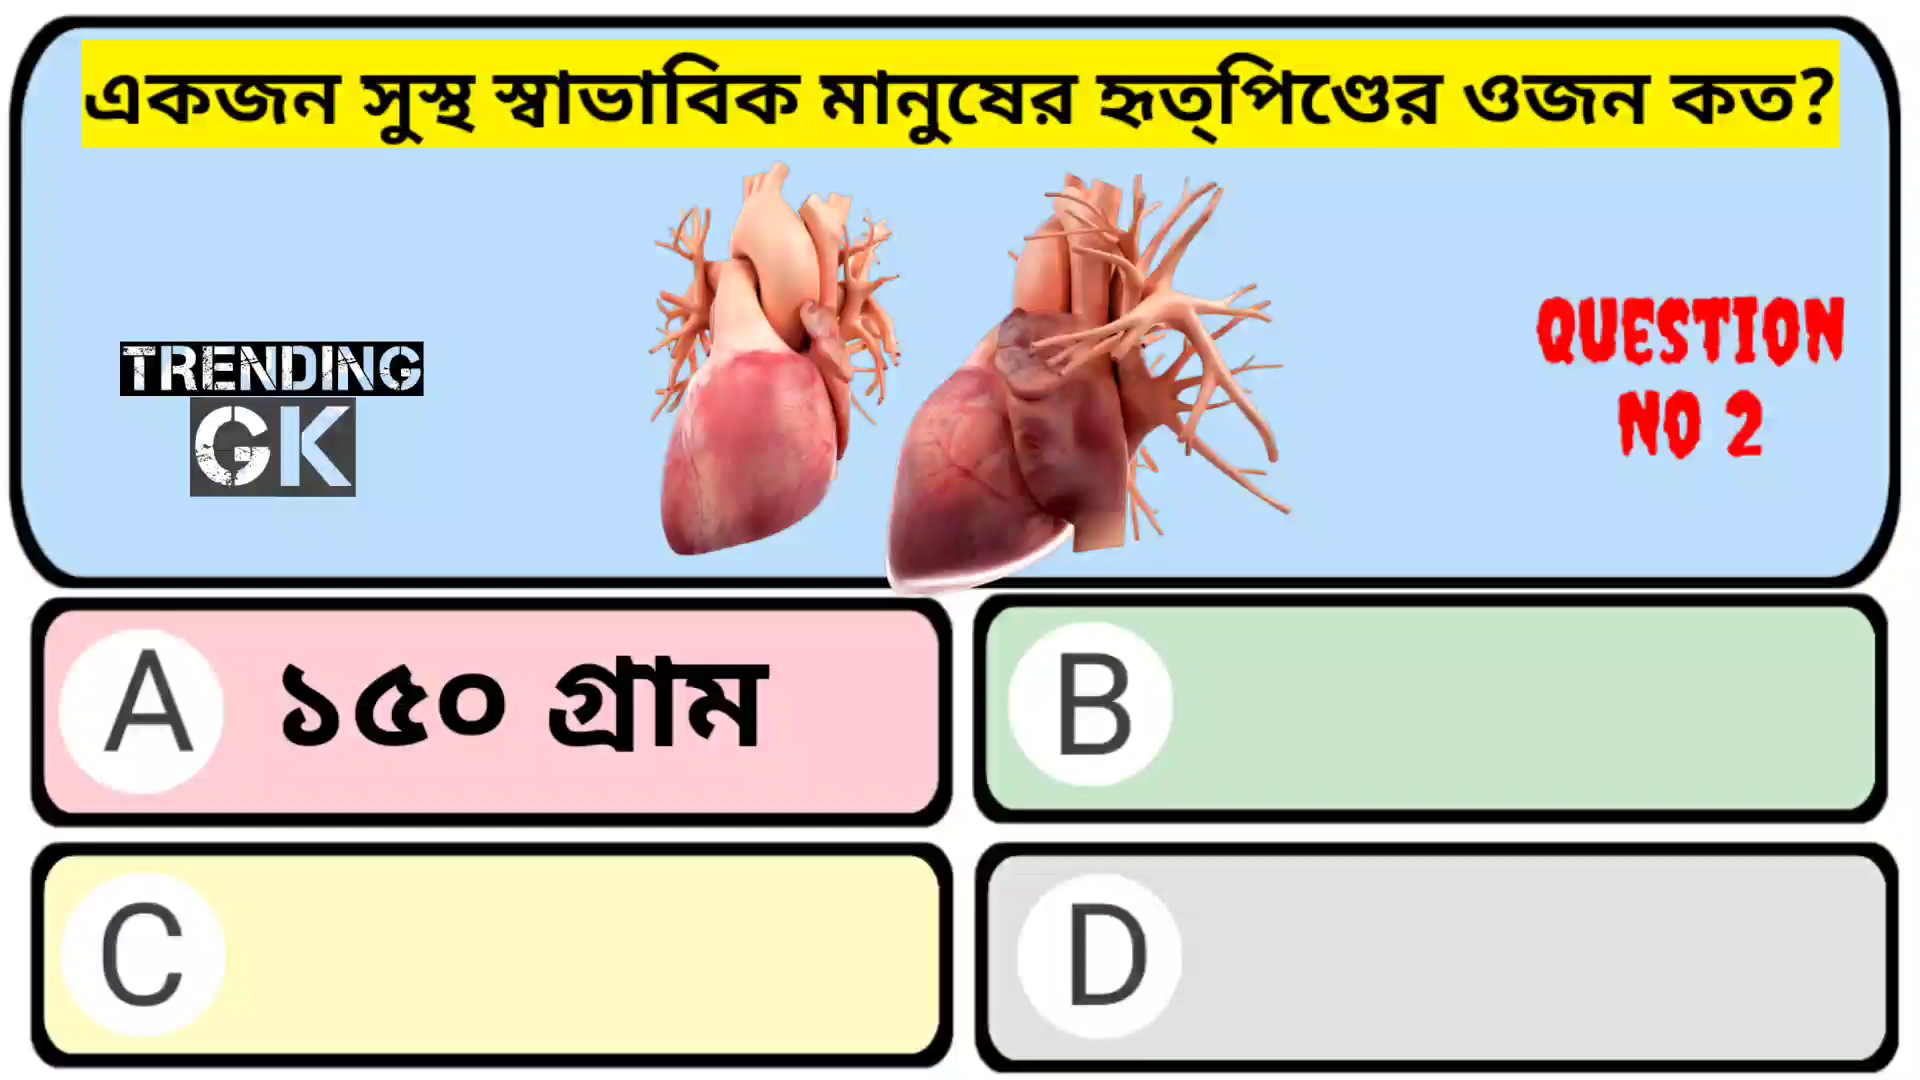 একজন সুস্থ স্বাভাবিক মানুষের হৃত্পিণ্ডের ওজন কত?
TRENDING
GK
QUESTION
NO 2
A ১৫০ গ্রাম
B
C
D